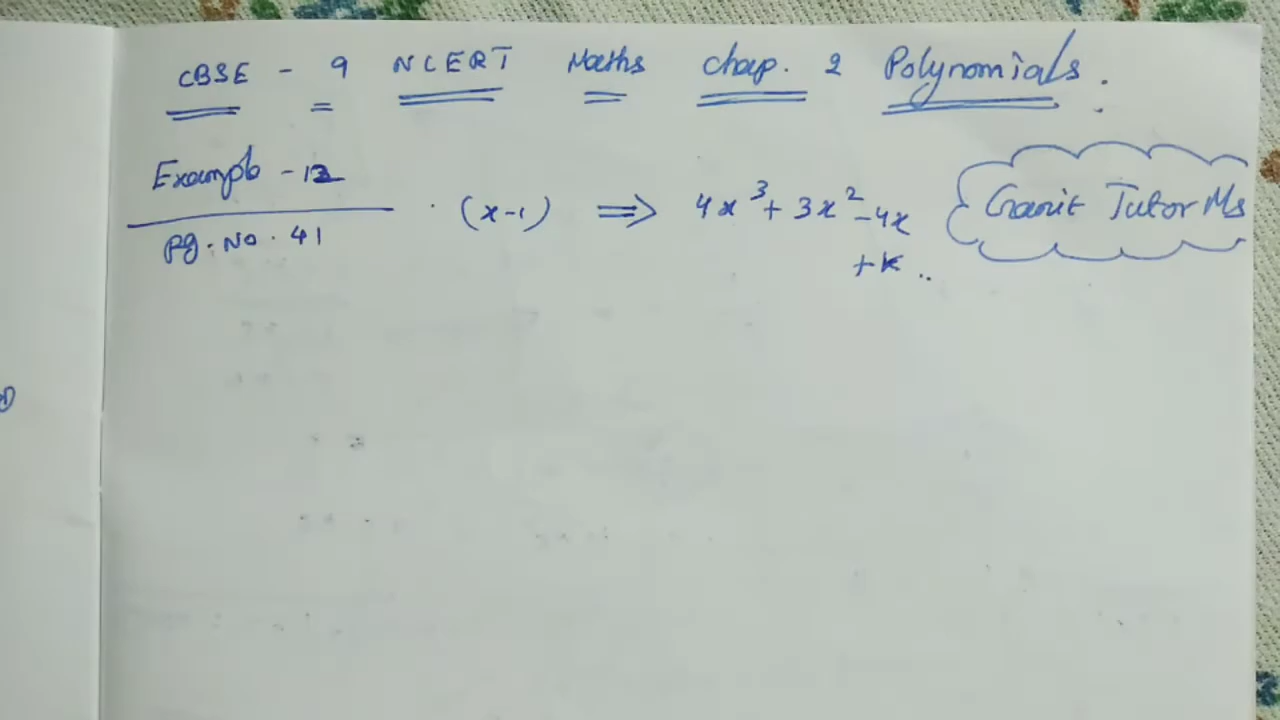 CBSE - 9 NCERT Maths Chap. 2 Polynomials.
Example - 12
Pg. No. 41
(x-1) ⟹ 4x³ + 3x² - 4x
+ k ..
Ganit Tutor Ms